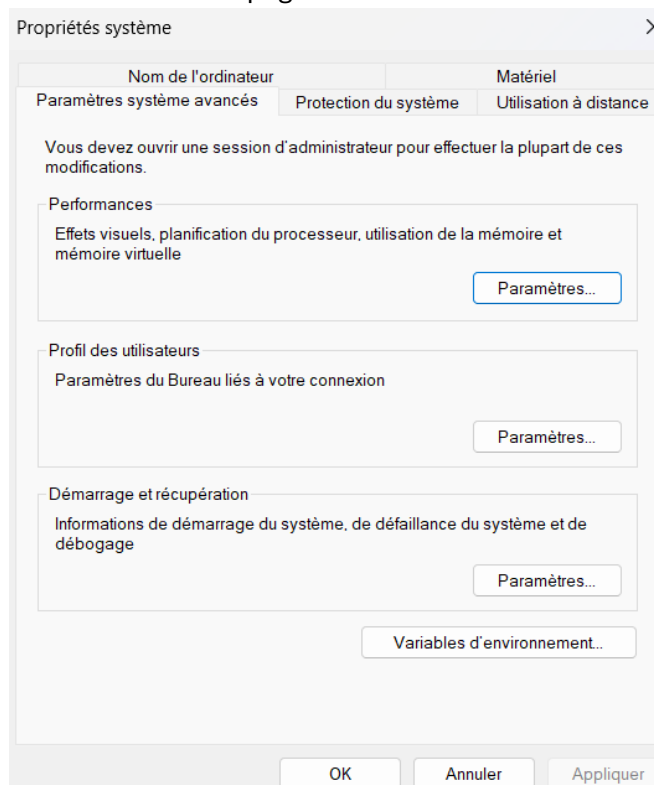 Propriétés système
Nom de l'ordinateur
Matériel
Paramètres système avancés
Protection du système
Utilisation à distance
Vous devez ouvrir une session d'administrateur pour effectuer la plupart de ces
modifications.
Performances
Effets visuels, planification du processeur, utilisation de la mémoire et
mémoire virtuelle
Paramètres...
Profil des utilisateurs
Paramètres du Bureau liés à votre connexion
Paramètres...
Démarrage et récupération
Informations de démarrage du système, de défaillance du système et de
débogage
Paramètres...
Variables d'environnement...
OK
Annuler
Appliquer